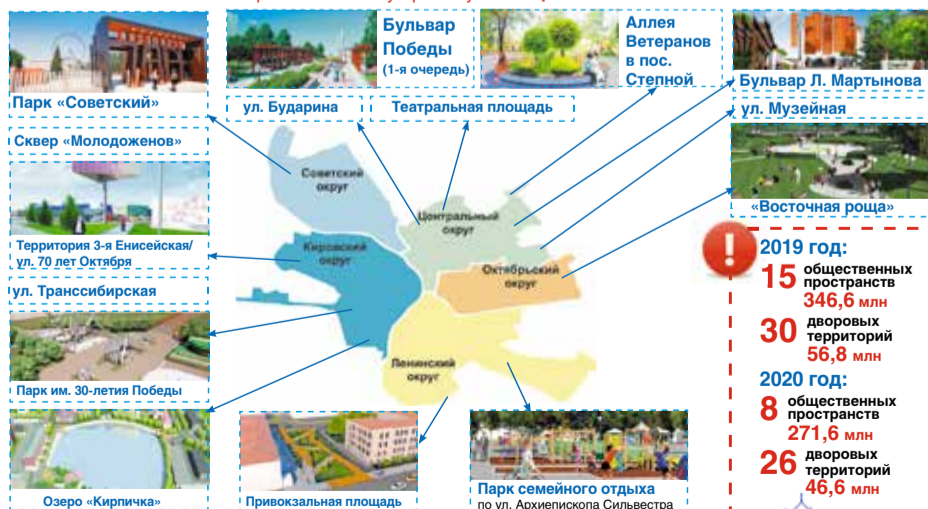 Парк «Советский»
Бульвар
Победы
(1-я очередь)
Аллея
Ветеранов
в пос.
Степной
Бульвар Л. Мартынова
ул. Бударина
Театральная площадь
ул. Музейная
Сквер «Молодоженов»
«Восточная роща»
Советский
округ
Центральный
округ
Кировский
округ
Октябрьский
округ
Ленинский
округ
Территория 3-я Енисейская/
ул. 70 лет Октября
ул. Транссибирская
Парк им. 30-летия Победы
Озеро «Кирпичка»
Привокзальная площадь
Парк семейного отдыха
по ул. Архиепископа Сильвестра
!
2019 год:
15 общественных
пространств
346,6 млн
30 дворовых
территорий
56,8 млн
2020 год:
8 общественных
пространств
271,6 млн
26 дворовых
территорий
46,6 млн